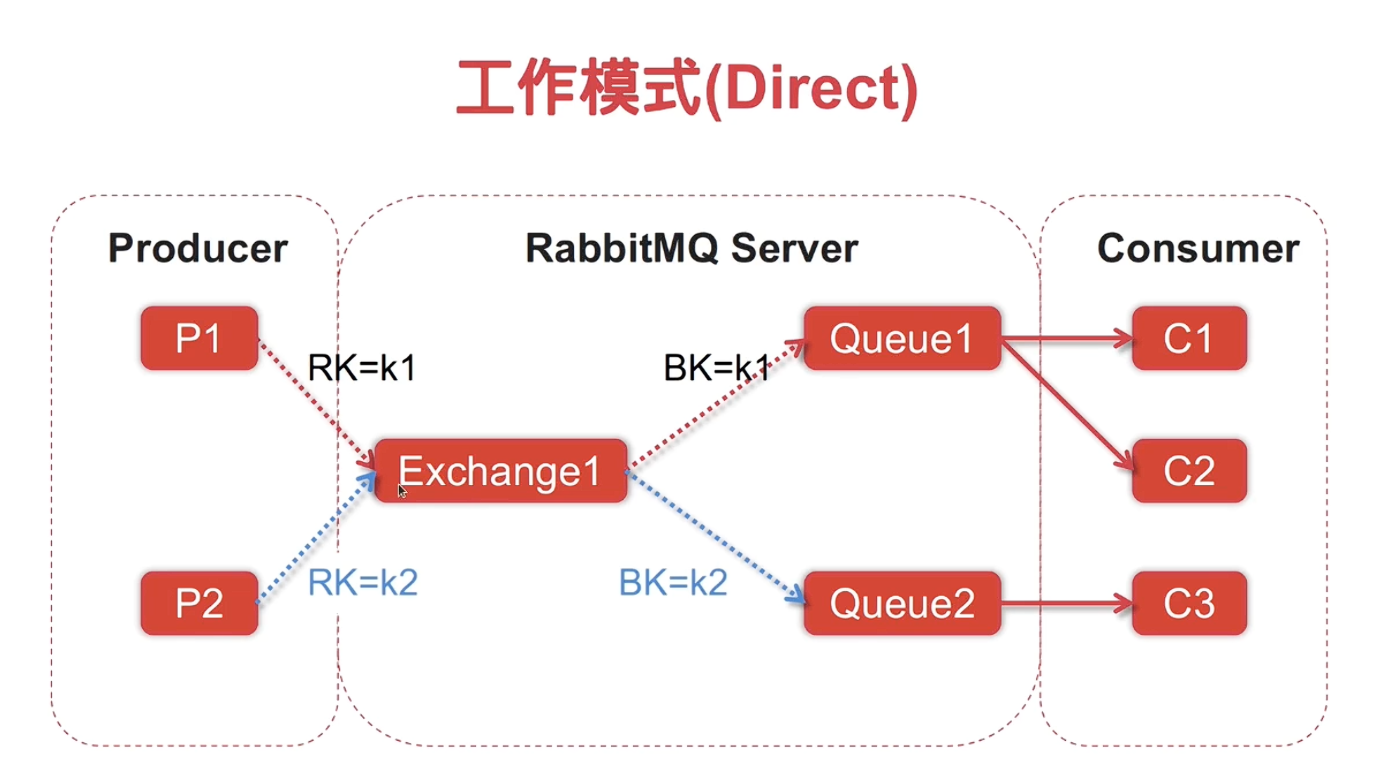 工作模式(Direct)
Producer
RabbitMQ Server
Consumer
P1
RK=k1
BK=k1
Queue1
C1
Exchange1
C2
P2
RK=k2
BK=k2
Queue2
C3